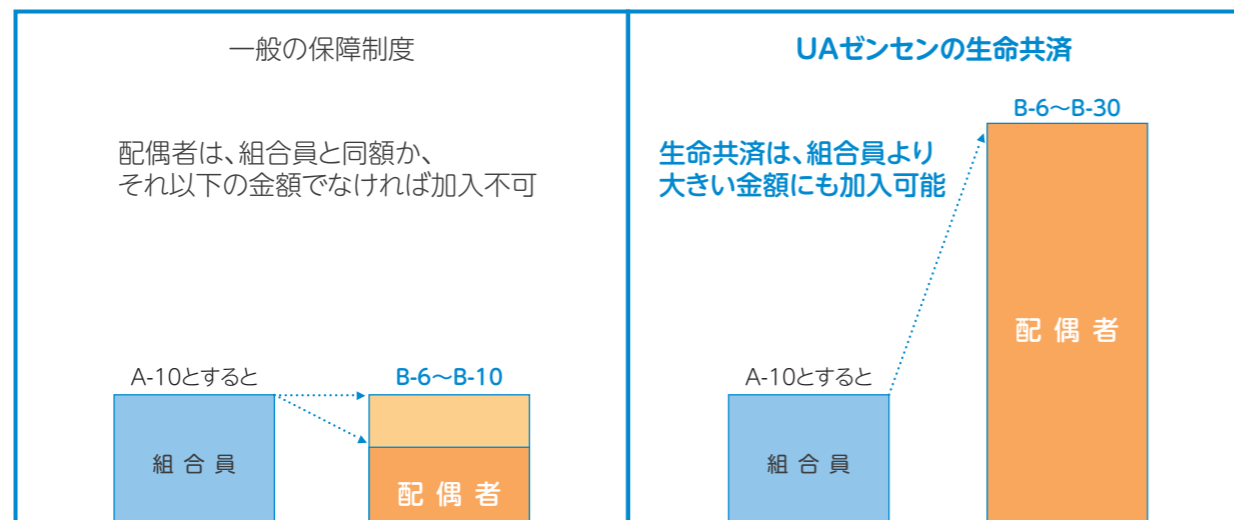 一般の保障制度
配偶者は、組合員と同額か、
それ以下の金額でなければ加入不可
A-10とすると
B-6～B-10
組合員
配偶者
UAゼンセンの生命共済
B-6～B-30
生命共済は、組合員より
大きい金額にも加入可能
配偶者
A-10とすると
組合員